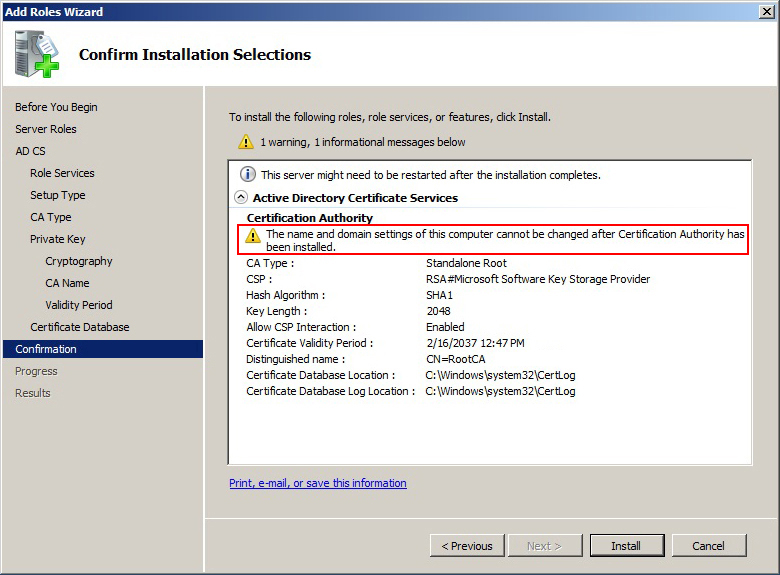 Add Roles Wizard
Confirm Installation Selections
Before You Begin
Server Roles
AD CS
Role Services
Setup Type
CA Type
Private Key
Cryptography
CA Name
Validity Period
Certificate Database
Confirmation
Progress
Results
To install the following roles, role services, or features, click Install.
1 warning, 1 informational messages below
This server might need to be restarted after the installation completes.
Active Directory Certificate Services
Certification Authority
The name and domain settings of this computer cannot be changed after Certification Authority has
been installed.
CA Type : Standalone Root
CSP : RSA#Microsoft Software Key Storage Provider
Hash Algorithm : SHA1
Key Length : 2048
Allow CSP Interaction : Enabled
Certificate Validity Period : 2/16/2037 12:47 PM
Distinguished name : CN=RootCA
Certificate Database Location : C:\Windows\system32\CertLog
Certificate Database Log Location : C:\Windows\system32\CertLog
Print, e-mail, or save this information
< Previous Next > Install Cancel